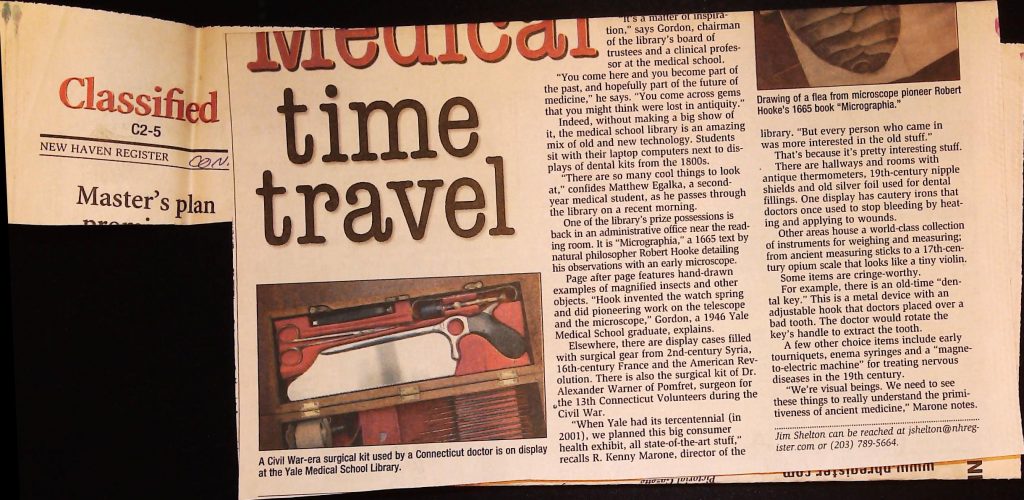 Classified
C2-5
NEW HAVEN REGISTER
CON.
Master's plan
Medical
time
travel
A Civil War-era surgical kit used by a Connecticut doctor is on display
at the Yale Medical School Library.
"It's a matter of inspira-
tion," says Gordon, chairman
of the library's board of
trustees and a clinical profes-
sor at the medical school.
"You come here and you become part of
the past, and hopefully part of the future of
medicine," he says. "You come across gems
that you might think were lost in antiquity."
Indeed, without making a big show of
it, the medical school library is an amazing
mix of old and new technology. Students
sit with their laptop computers next to dis-
plays of dental kits from the 1800s.
"There are so many cool things to look
at," confides Matthew Egalka, a second-
year medical student, as he passes through
the library on a recent morning.
One of the library's prize possessions is
back in an administrative office near the read-
ing room. It is "Micrographia," a 1665 text by
natural philosopher Robert Hooke detailing
his observations with an early microscope.
Page after page features hand-drawn
examples of magnified insects and other
objects. "Hook invented the watch spring
and did pioneering work on the telescope
and the microscope," Gordon, a 1946 Yale
Medical School graduate, explains.
Elsewhere, there are display cases filled
with surgical gear from 2nd-century Syria,
16th-century France and the American Rev-
olution. There is also the surgical kit of Dr.
Alexander Warner of Pomfret, surgeon for
the 13th Connecticut Volunteers during the
Civil War.
"When Yale had its tercentennial (in
2001), we planned this big consumer
health exhibit, all state-of-the-art stuff,"
recalls R. Kenny Marone, director of the
Drawing of a flea from microscope pioneer Robert
Hooke's 1665 book "Micrographia."
library. "But every person who came in
was more interested in the old stuff."
That's because it's pretty interesting stuff.
There are hallways and rooms with
antique thermometers, 19th-century nipple
shields and old silver foil used for dental
fillings. One display has cautery irons that
doctors once used to stop bleeding by heat-
ing and applying to wounds.
Other areas house a world-class collection
of instruments for weighing and measuring;
from ancient measuring sticks to a 17th-cen-
tury opium scale that looks like a tiny violin.
Some items are cringe-worthy.
For example, there is an old-time "den-
tal key." This is a metal device with an
adjustable hook that doctors placed over a
bad tooth. The doctor would rotate the
key's handle to extract the tooth.
A few other choice items include early
tourniquets, enema syringes and a "magne-
to-electric machine" for treating nervous
diseases in the 19th century.
"We're visual beings. We need to see
these things to really understand the primi-
tiveness of ancient medicine," Marone notes.
Jim Shelton can be reached at jshelton@nhreg-
ister.com or (203) 789-5664.
www.nhregister.com